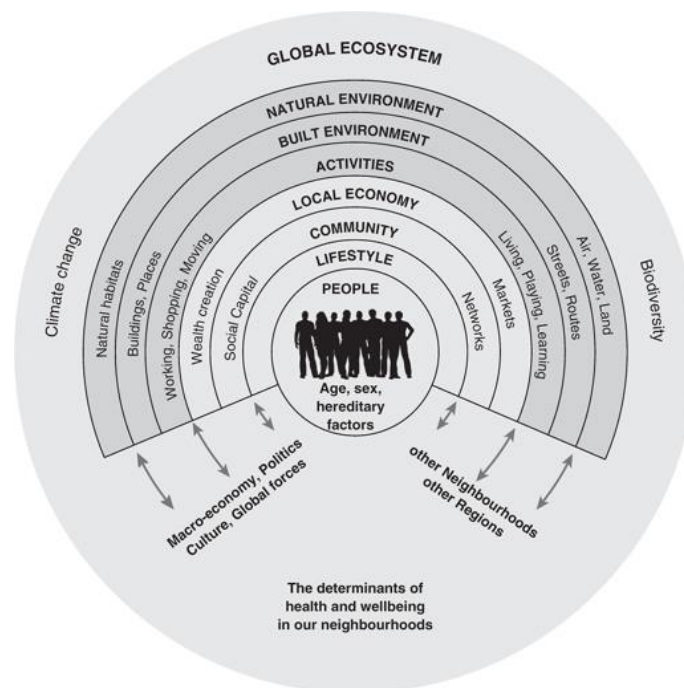 GLOBAL ECOSYSTEM
NATURAL ENVIRONMENT
BUILT ENVIRONMENT
ACTIVITIES
LOCAL ECONOMY
COMMUNITY
LIFESTYLE
PEOPLE
Climate change
Natural habitats
Buildings, Places
Working, Shopping, Moving
Wealth creation
Social Capital
Networks
Markets
Living, Playing, Learning
Streets, Routes
Air, Water, Land
Biodiversity
Age, sex,
hereditary
factors
Macro-economy, Politics
Culture, Global forces
other Neighbourhoods
other Regions
The determinants of
health and wellbeing
in our neighbourhoods